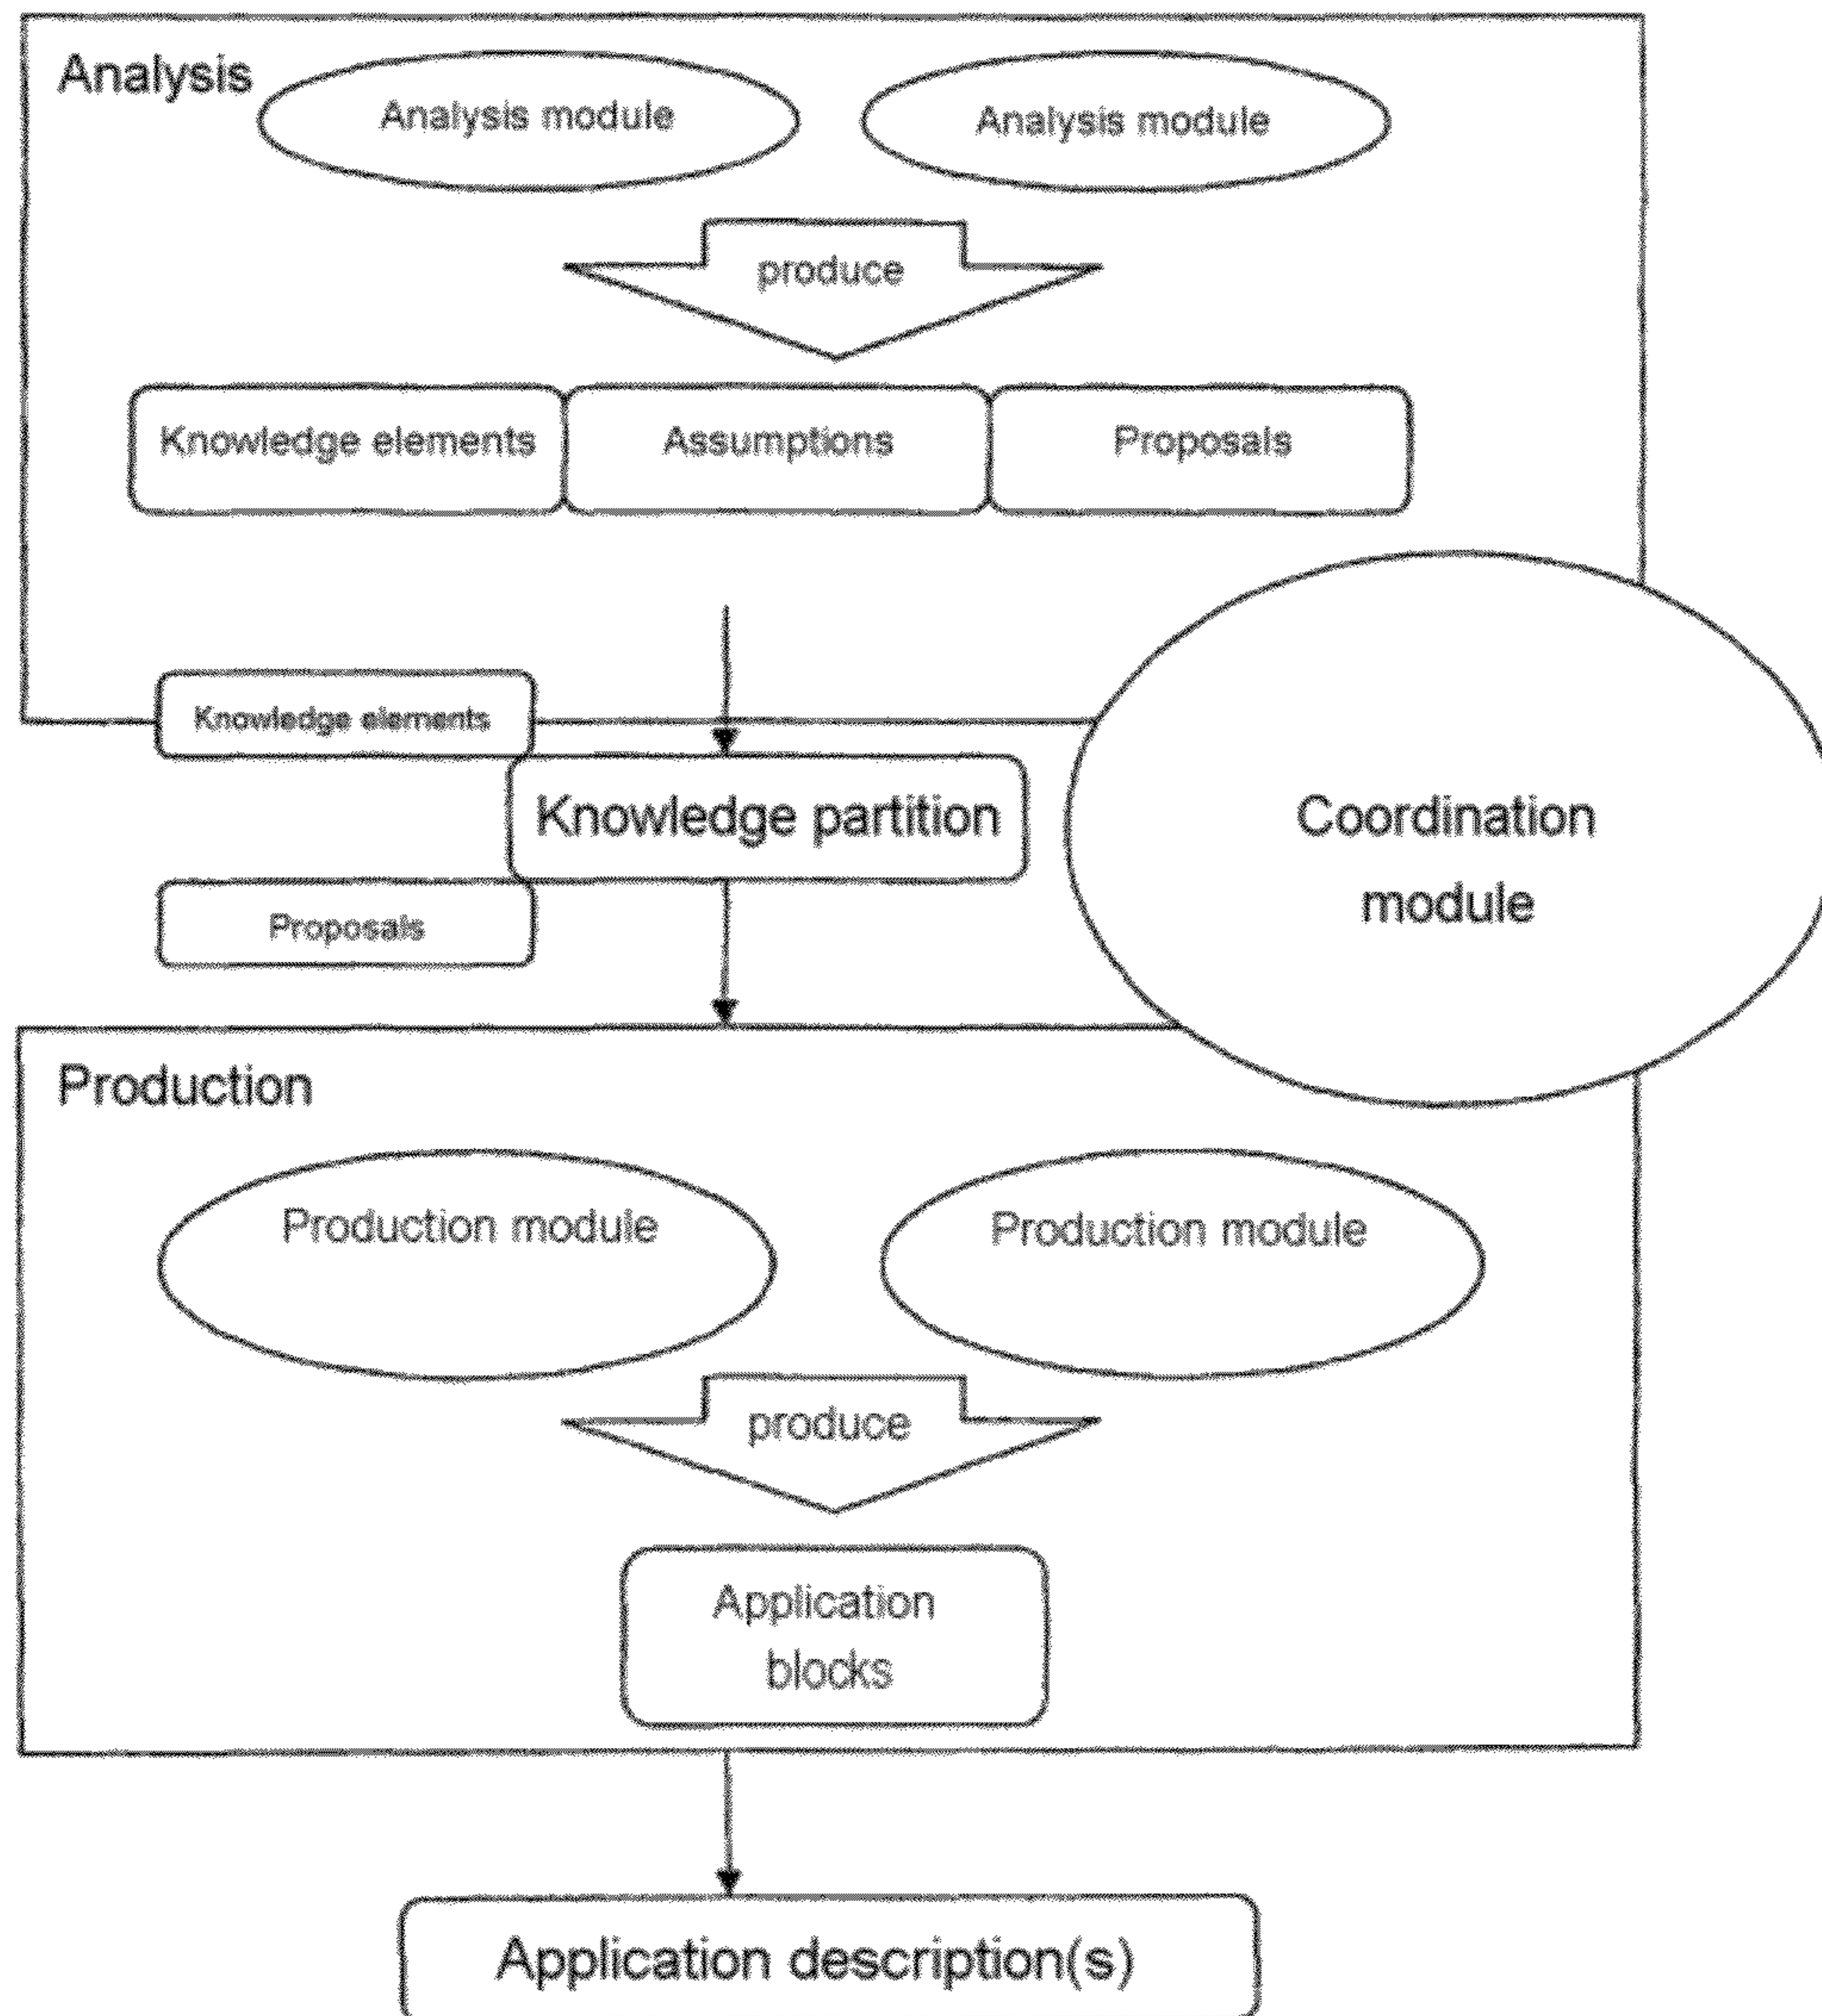 Analysis
Analysis module
Analysis module
produce
Knowledge elements
Assumptions
Proposals
Knowledge elements
Knowledge partition
Proposals
Coordination
module
Production
Production module
Production module
produce
Application
blocks
Application description(s)